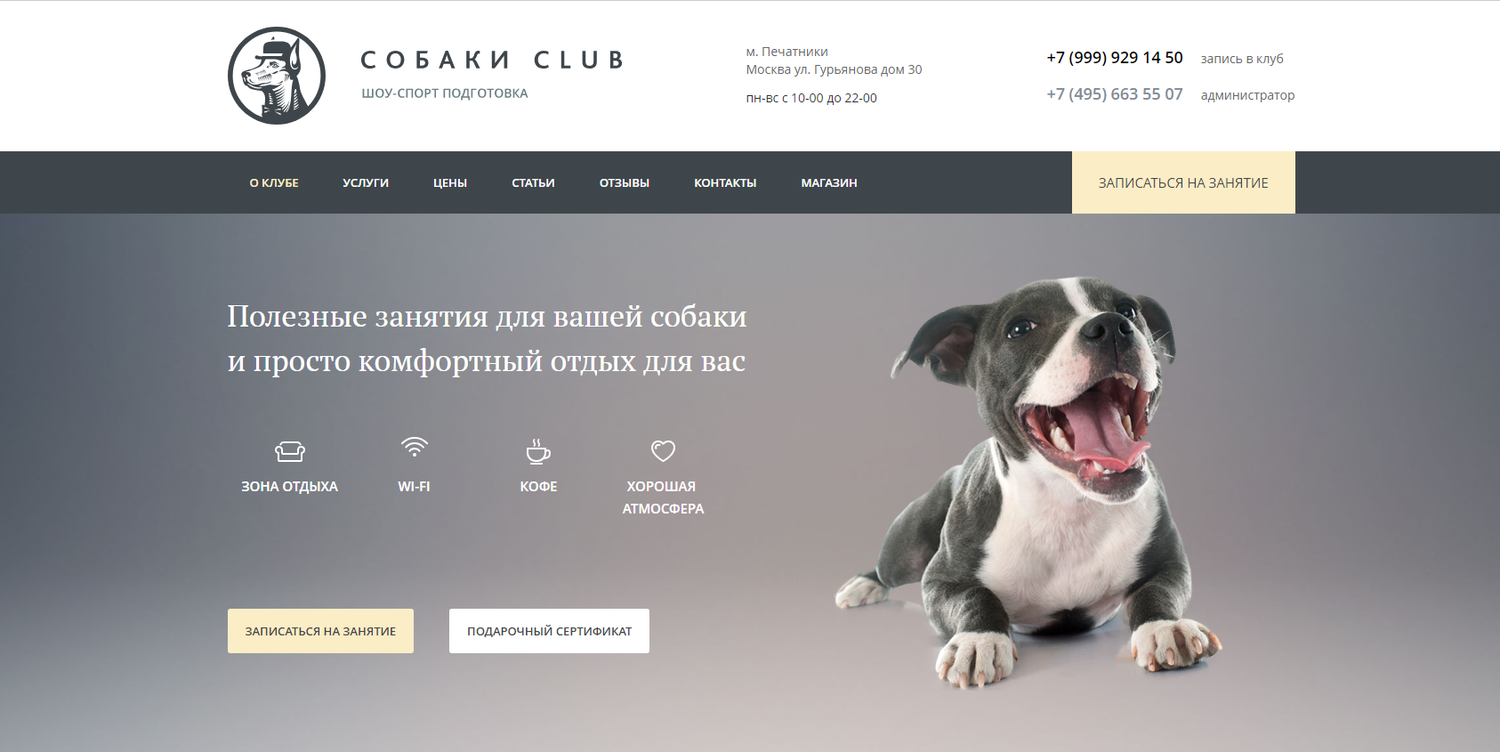 СОБАКИ CLUB
ШОУ-СПОРТ ПОДГОТОВКА
м. Печатники
Москва ул. Гурьянова дом 30
пн-вс с 10-00 до 22-00
+7 (999) 929 14 50 запись в клуб
+7 (495) 663 55 07 администратор
О КЛУБЕ УСЛУГИ ЦЕНЫ СТАТЬИ ОТЗЫВЫ КОНТАКТЫ МАГАЗИН ЗАПИСАТЬСЯ НА ЗАНЯТИЕ
Полезные занятия для вашей собаки
и просто комфортный отдых для вас
ЗОНА ОТДЫХА
WI-FI
КОФЕ
ХОРОШАЯ
АТМОСФЕРА
ЗАПИСАТЬСЯ НА ЗАНЯТИЕ
ПОДАРОЧНЫЙ СЕРТИФИКАТ